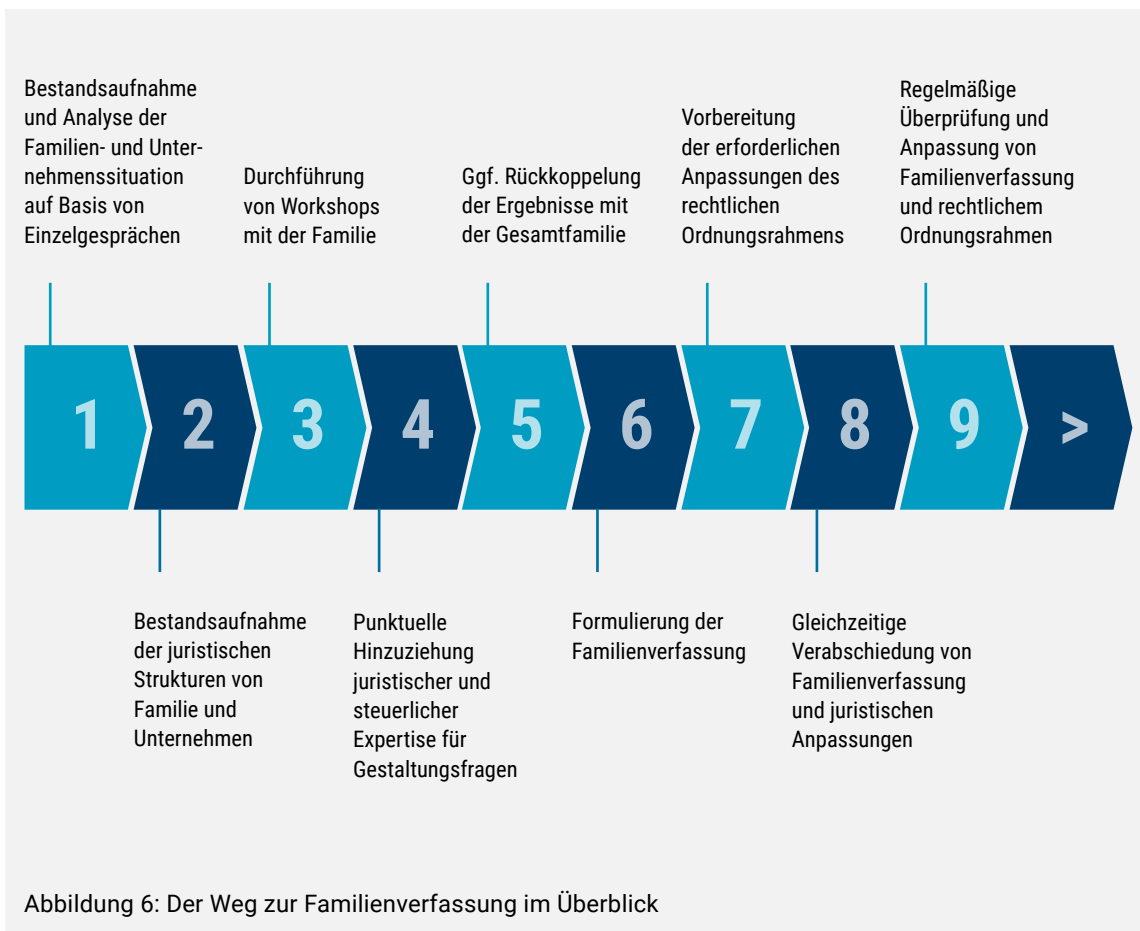 Bestandsaufnahme
und Analyse der
Familien- und Unter-
nehmenssituation
auf Basis von
Einzelgesprächen
Durchführung
von Workshops
mit der Familie
Ggf. Rückkoppelung
der Ergebnisse mit
der Gesamtfamilie
Vorbereitung
der erforderlichen
Anpassungen des
rechtlichen
Ordnungsrahmens
Regelmäßige
Überprüfung und
Anpassung von
Familienverfassung
und rechtlichem
Ordnungsrahmen
1 2 3 4 5 6 7 8 9 >
Bestandsaufnahme
der juristischen
Strukturen von
Familie und
Unternehmen
Punktuelle
Hinzuziehung
juristischer und
steuerlicher
Expertise für
Gestaltungsfragen
Formulierung der
Familienverfassung
Gleichzeitige
Verabschiedung von
Familienverfassung
und juristischen
Anpassungen
Abbildung 6: Der Weg zur Familienverfassung im Überblick